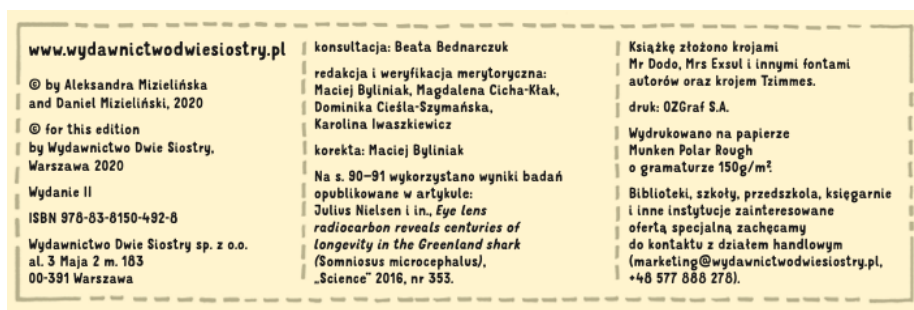 www.wydawnictwodwiesiostry.pl
© by Aleksandra Mizielińska
and Daniel Mizieliński, 2020
© for this edition
by Wydawnictwo Dwie Siostry,
Warszawa 2020
Wydanie II
ISBN 978-83-8150-492-8
Wydawnictwo Dwie Siostry sp. z o.o.
al. 3 Maja 2 m. 183
00-391 Warszawa
konsultacja: Beata Bednarczuk
redakcja i weryfikacja merytoryczna:
Maciej Byliniak, Magdalena Cicha-Kłak,
Dominika Cieśla-Szymańska,
Karolina Iwaszkiewicz
korekta: Maciej Byliniak
Na s. 90–91 wykorzystano wyniki badań
opublikowane w artykule:
Julius Nielsen i in., Eye lens
radiocarbon reveals centuries of
longevity in the Greenland shark
(Somniosus microcephalus),
„Science” 2016, nr 353.
Książkę złożono krojami
Mr Dodo, Mrs Exsul i innymi fontami
autorów oraz krojem Tzimmes.
druk: OZGraf S.A.
Wydrukowano na papierze
Munken Polar Rough
o gramaturze 150g/m².
Biblioteki, szkoły, przedszkola, księgarnie
i inne instytucje zainteresowane
ofertą specjalną zachęcamy
do kontaktu z działem handlowym
(marketing@wydawnictwodwiesiostry.pl,
+48 577 888 278).